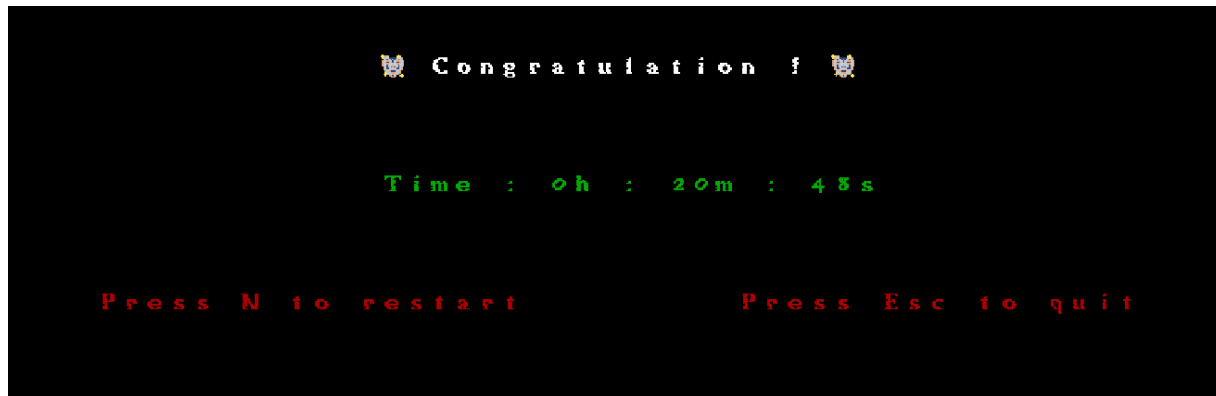 Congratulation !
Time : 0h : 20m : 48s
Press N to restart Press Esc to quit